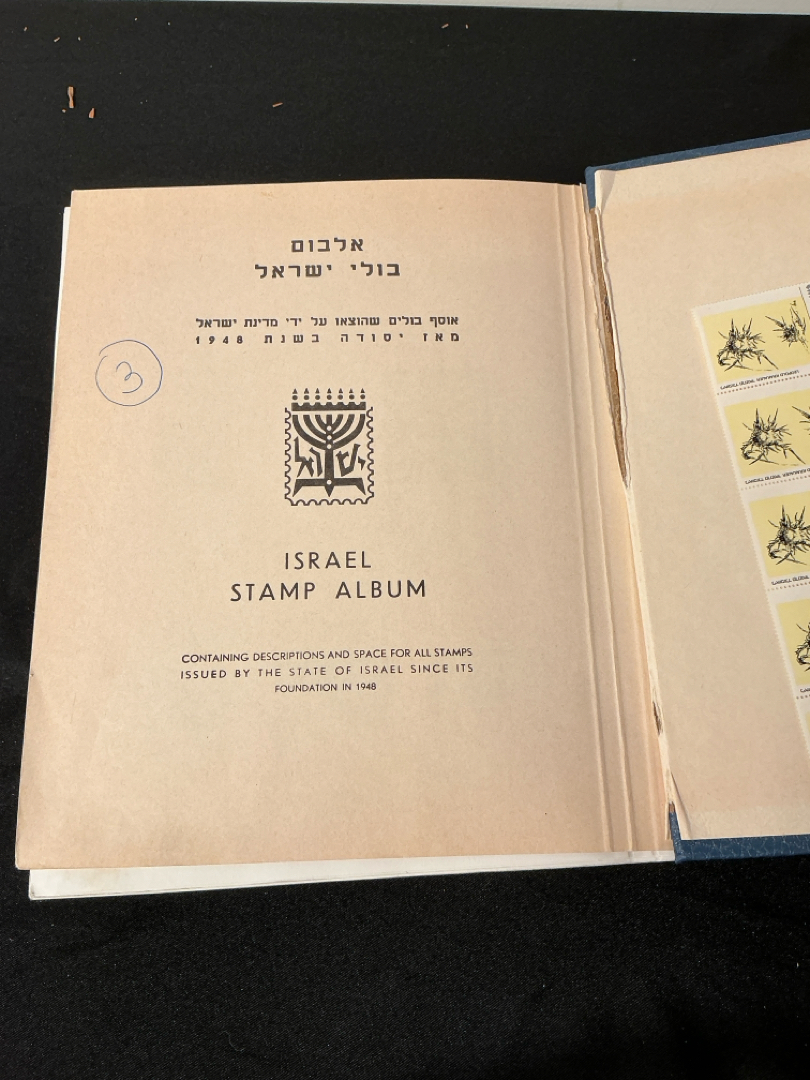 אלבום
בולי ישראל
אוסף בולים שהוצאו על ידי מדינת ישראל
מאז יסודה בשנת 1948
3
ישראל
ISRAEL
STAMP ALBUM
CONTAINING DESCRIPTIONS AND SPACE FOR ALL STAMPS
ISSUED BY THE STATE OF ISRAEL SINCE ITS
FOUNDATION IN 1948